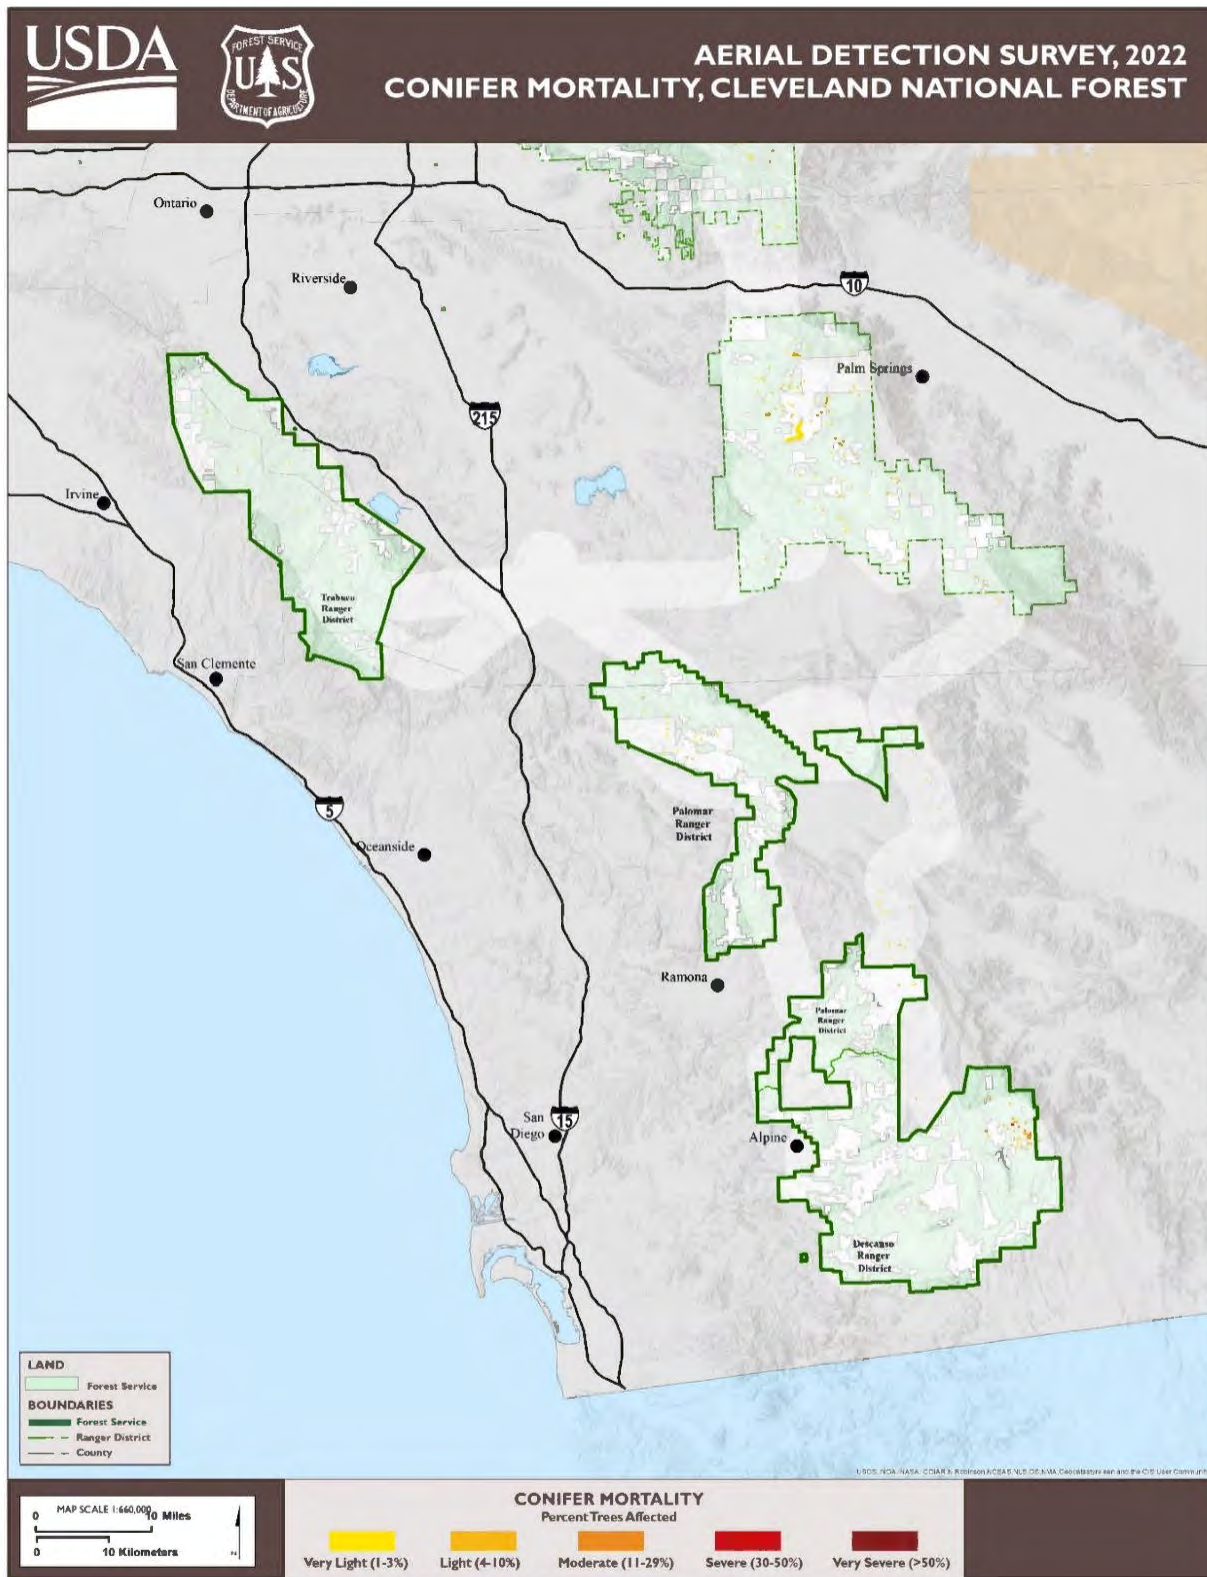 USDA
FOREST SERVICE
U S
DEPARTMENT OF AGRICULTURE
AERIAL DETECTION SURVEY, 2022
CONIFER MORTALITY, CLEVELAND NATIONAL FOREST
Ontario
Riverside
10
Palm Springs
215
Irvine
Trabuco
Ranger
District
San Clemente
5
Palomar
Ranger
District
Oceanside
Ramona
Palomar
Ranger
District
San
Diego
15
Alpine
Descanso
Ranger
District
LAND
Forest Service
BOUNDARIES
Forest Service
Ranger District
County
MAP SCALE 1:660,000
0 10 Miles
0 10 Kilometers
N
CONIFER MORTALITY
Percent Trees Affected
Very Light (1-3%)
Light (4-10%)
Moderate (11-29%)
Severe (30-50%)
Very Severe (>50%)